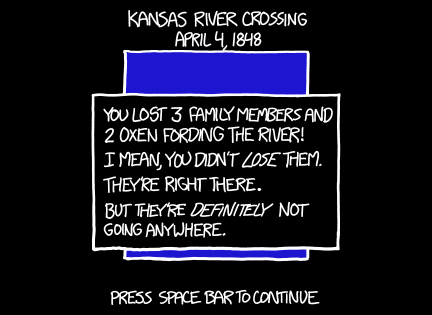 KANSAS RIVER CROSSING
APRIL 4, 1848
YOU LOST 3 FAMILY MEMBERS AND
2 OXEN FORDING THE RIVER!
I MEAN, YOU DIDN'T LOSE THEM.
THEY'RE RIGHT THERE.
BUT THEY'RE DEFINITELY NOT
GOING ANYWHERE.
PRESS SPACE BAR TO CONTINUE